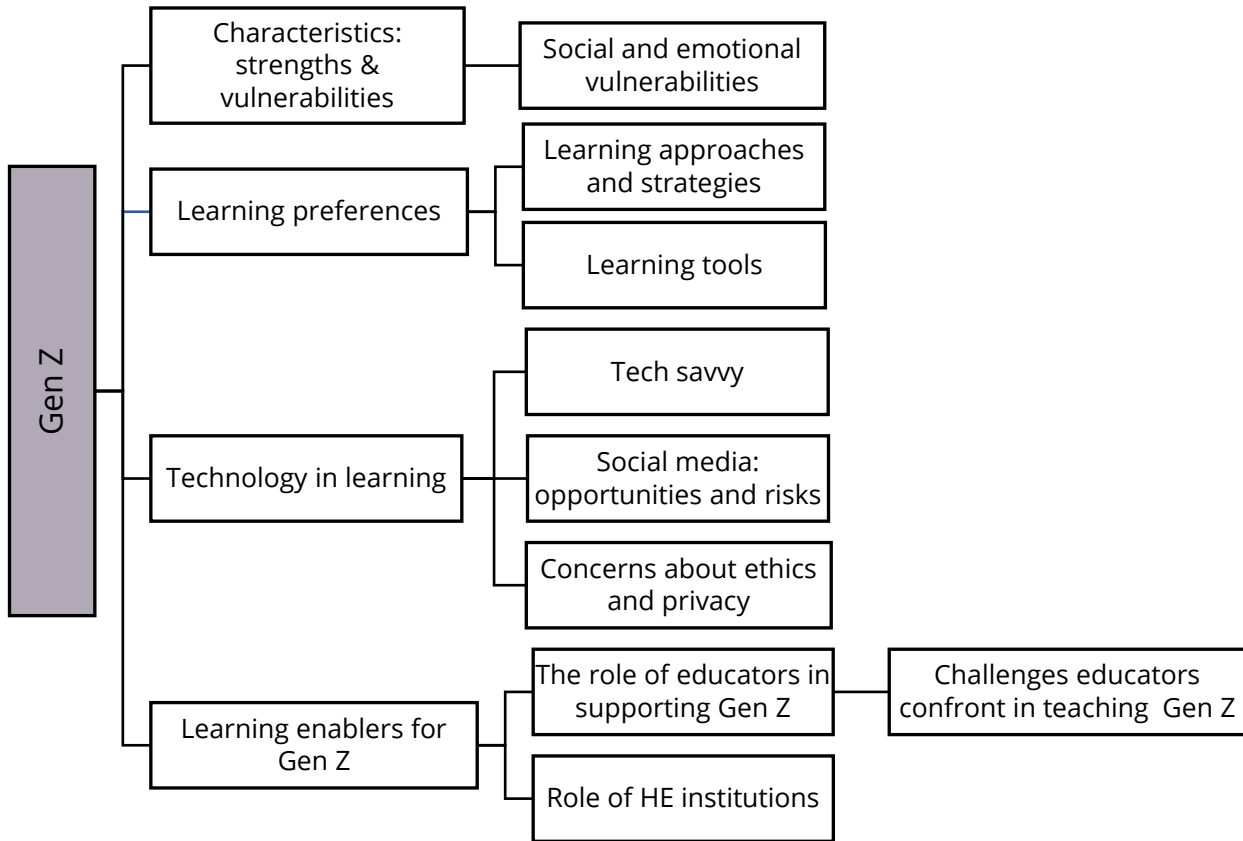 Gen Z
Characteristics:
strengths &
vulnerabilities
Social and emotional
vulnerabilities
Learning preferences
Learning approaches
and strategies
Learning tools
Technology in learning
Tech savvy
Social media:
opportunities and risks
Concerns about ethics
and privacy
Learning enablers for
Gen Z
The role of educators in
supporting Gen Z
Challenges educators
confront in teaching  Gen Z
Role of HE institutions